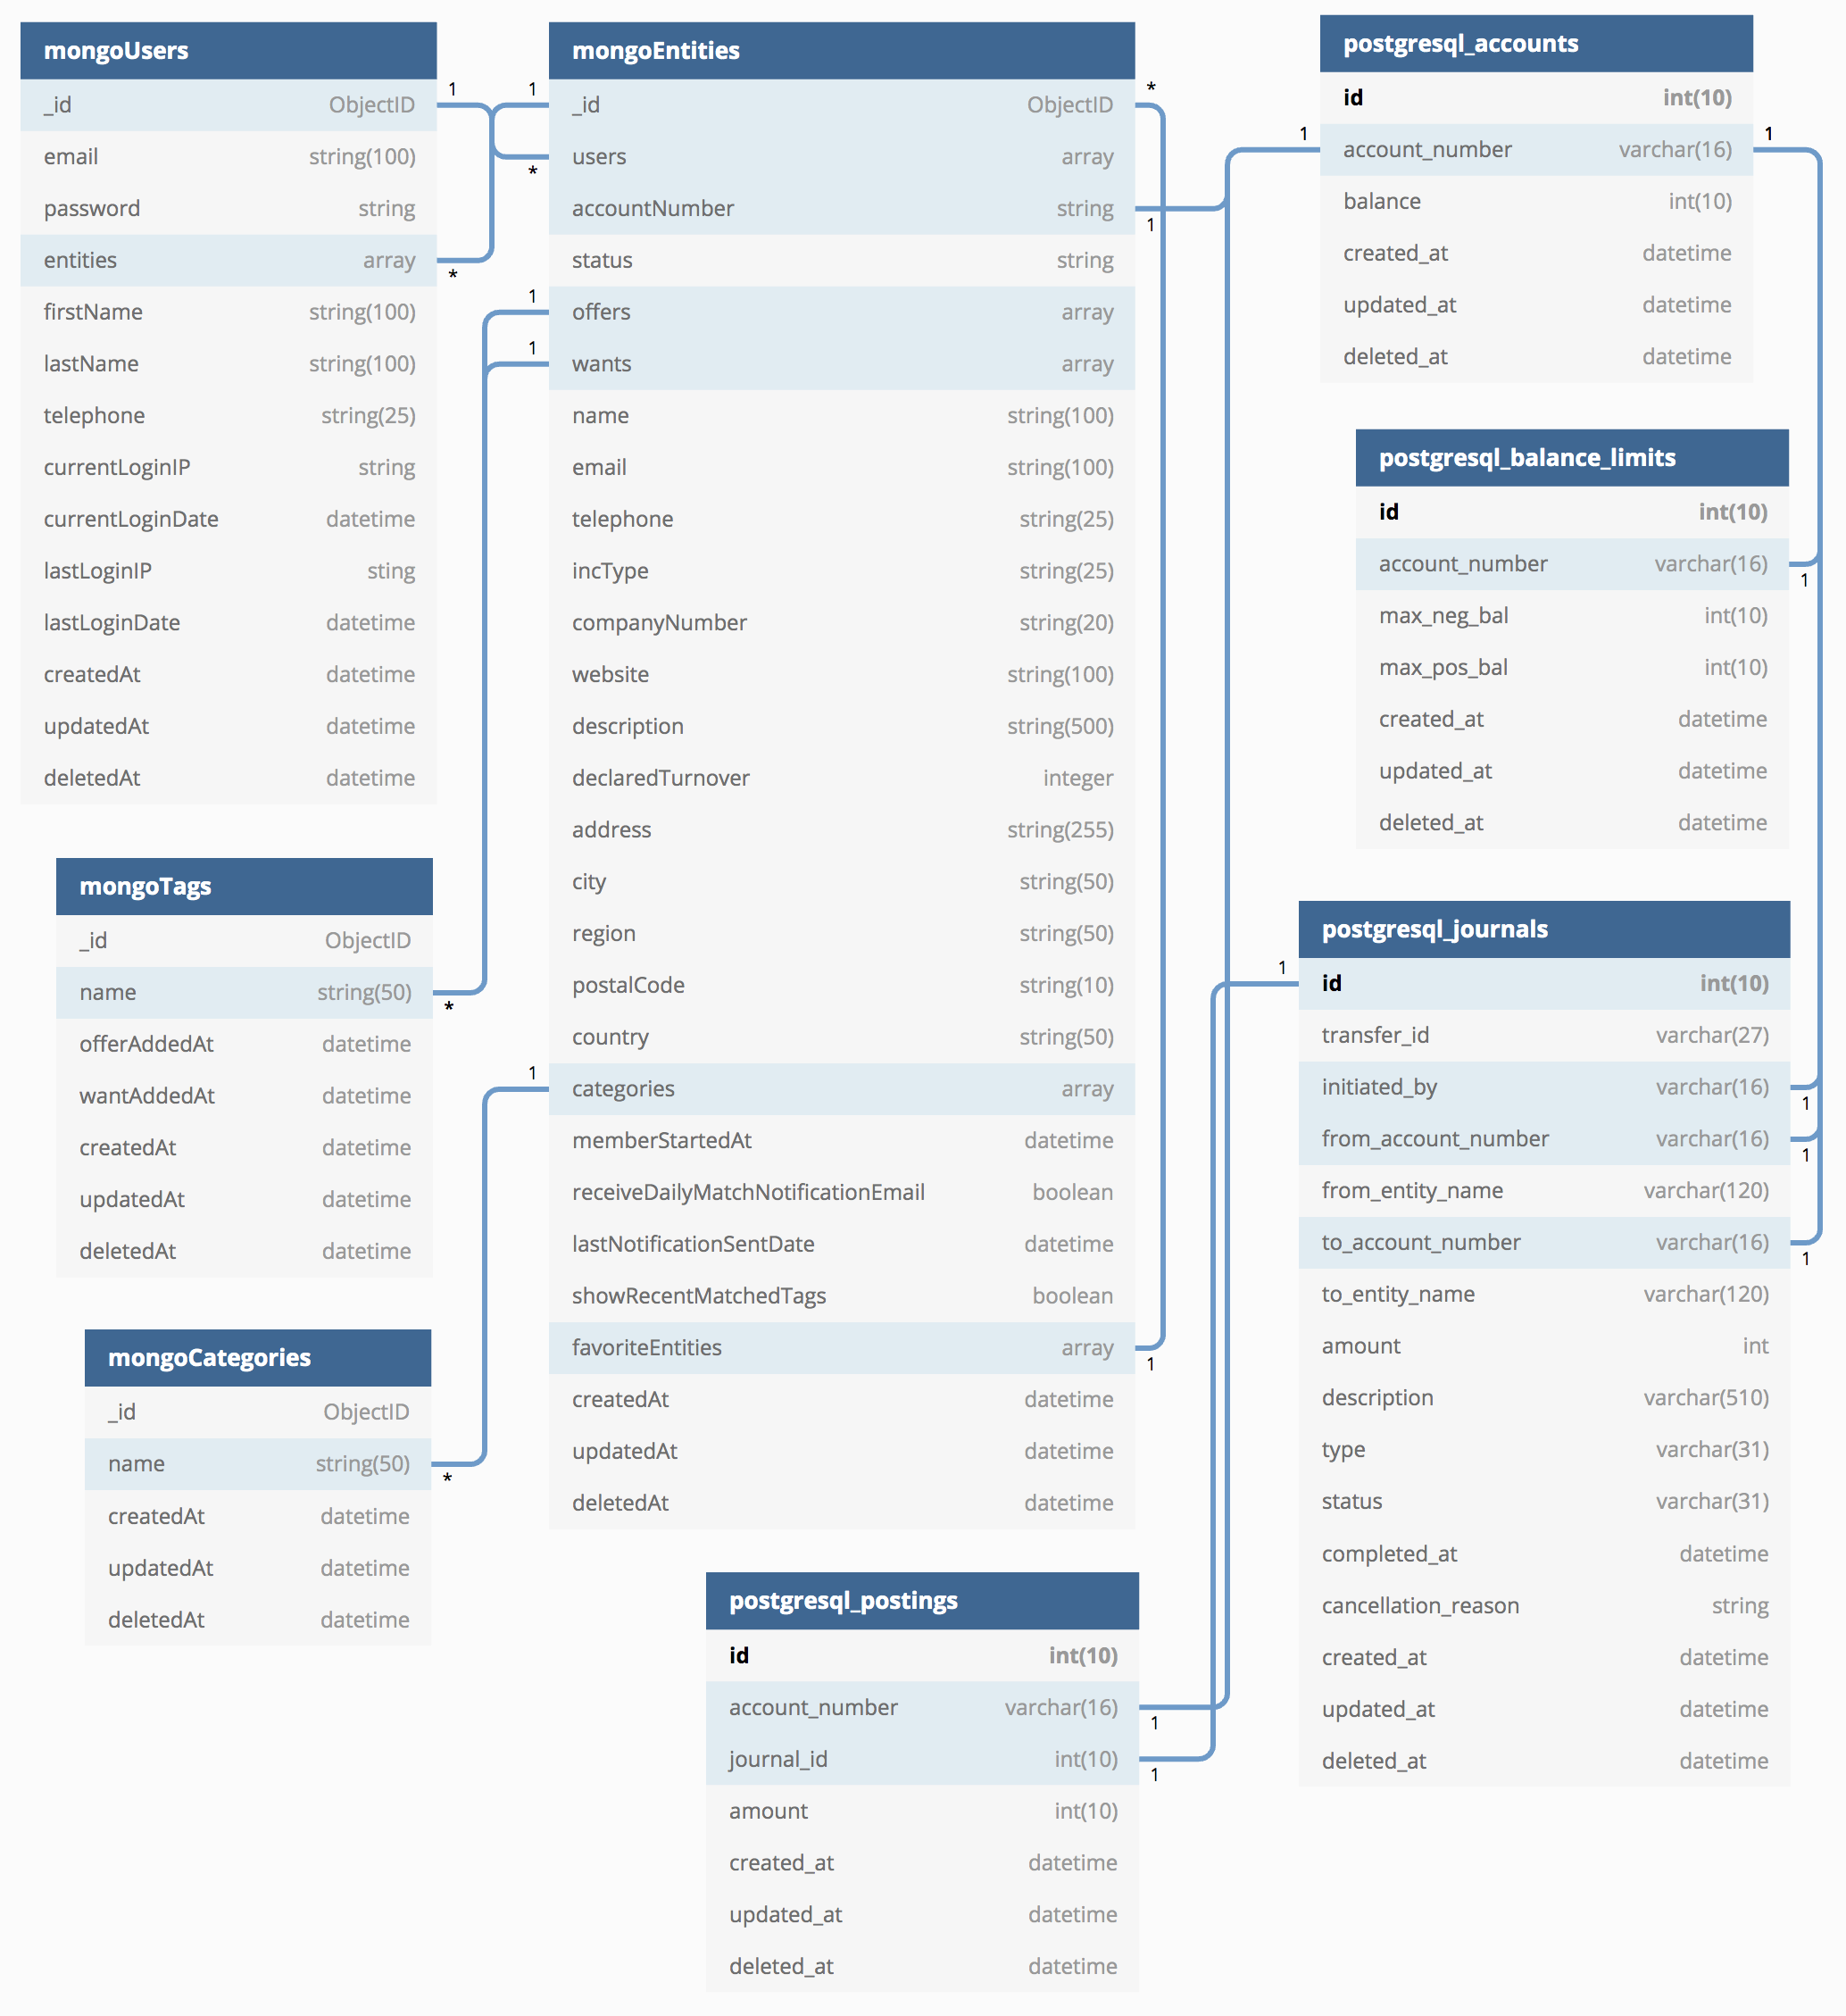 mongoUsers
_id ObjectID
email string(100)
password string
entities array
firstName string(100)
lastName string(100)
telephone string(25)
currentLoginIP string
currentLoginDate datetime
lastLoginIP sting
lastLoginDate datetime
createdAt datetime
updatedAt datetime
deletedAt datetime
1
*
mongoTags
_id ObjectID
name string(50)
offerAddedAt datetime
wantAddedAt datetime
createdAt datetime
updatedAt datetime
deletedAt datetime
*
mongoCategories
_id ObjectID
name string(50)
createdAt datetime
updatedAt datetime
deletedAt datetime
*
mongoEntities
1 _id ObjectID *
* users array
accountNumber string 1
status string
1 offers array
1 wants array
name string(100)
email string(100)
telephone string(25)
incType string(25)
companyNumber string(20)
website string(100)
description string(500)
declaredTurnover integer
address string(255)
city string(50)
region string(50)
postalCode string(10)
country string(50)
1 categories array
memberStartedAt datetime
receiveDailyMatchNotificationEmail boolean
lastNotificationSentDate datetime
showRecentMatchedTags boolean
favoriteEntities array 1
createdAt datetime
updatedAt datetime
deletedAt datetime
postgresql_postings
id int(10)
account_number varchar(16) 1
journal_id int(10) 1
amount int(10)
created_at datetime
updated_at datetime
deleted_at datetime
postgresql_accounts
id int(10)
1 account_number varchar(16) 1
balance int(10)
created_at datetime
updated_at datetime
deleted_at datetime
postgresql_balance_limits
id int(10)
account_number varchar(16) 1
max_neg_bal int(10)
max_pos_bal int(10)
created_at datetime
updated_at datetime
deleted_at datetime
postgresql_journals
1 id int(10)
transfer_id varchar(27)
initiated_by varchar(16) 1
from_account_number varchar(16) 1
from_entity_name varchar(120)
to_account_number varchar(16) 1
to_entity_name varchar(120)
amount int
description varchar(510)
type varchar(31)
status varchar(31)
completed_at datetime
cancellation_reason string
created_at datetime
updated_at datetime
deleted_at datetime